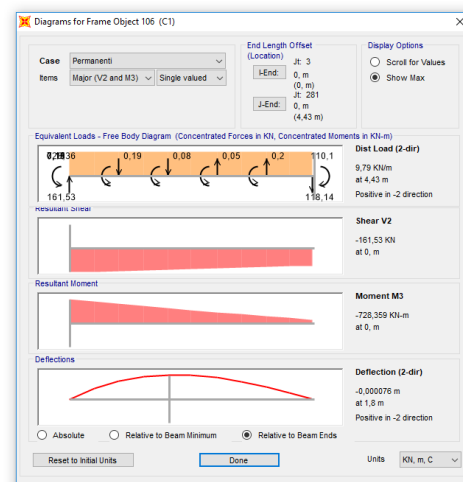 Diagrams for Frame Object 106 (C1)
Case Permanenti
Items Major (V2 and M3) Single valued
End Length Offset
(Location)
Jt: 3
I-End: 0, m
(0, m)
Jt: 281
J-End: 0, m
(4,43 m)
Display Options
Scroll for Values
Show Max
Equivalent Loads - Free Body Diagram (Concentrated Forces in KN, Concentrated Moments in KN-m)
0,19 0,08 0,05 0,2 110,1
161,53 118,14
Dist Load (2-dir)
9,79 KN/m
at 4,43 m
Positive in -2 direction
Resultant Shear
Shear V2
-161,53 KN
at 0, m
Resultant Moment
Moment M3
-728,359 KN-m
at 0, m
Deflections
Deflection (2-dir)
-0,000076 m
at 1,8 m
Positive in -2 direction
Absolute Relative to Beam Minimum Relative to Beam Ends
Reset to Initial Units Done Units KN, m, C